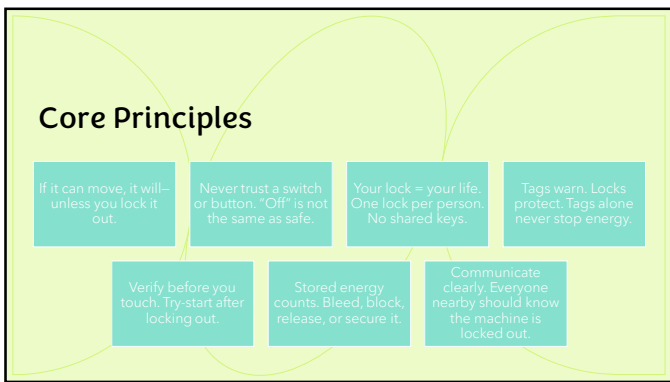 Core Principles
If it can move, it will—
unless you lock it
out.
Never trust a switch
or button. “Off” is not
the same as safe.
Your lock = your life.
One lock per person.
No shared keys.
Tags warn. Locks
protect. Tags alone
never stop energy.
Verify before you
touch. Try-start after
locking out.
Stored energy
counts. Bleed, block,
release, or secure it.
Communicate
clearly. Everyone
nearby should know
the machine is
locked out.